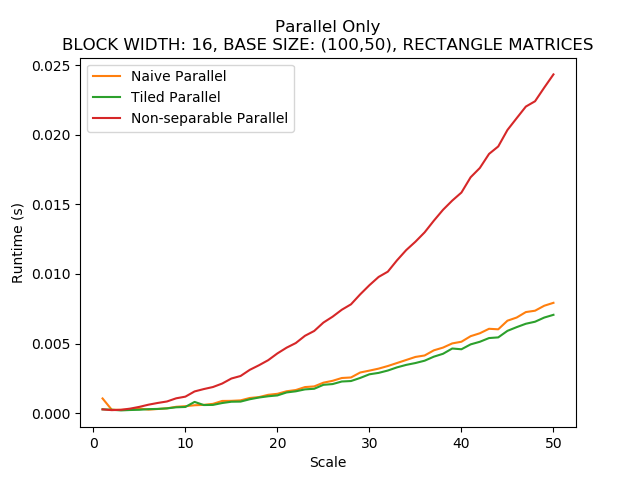 Parallel Only
BLOCK WIDTH: 16, BASE SIZE: (100,50), RECTANGLE MATRICES
Naive Parallel
Tiled Parallel
Non-separable Parallel
Runtime (s)
0.025
0.020
0.015
0.010
0.005
0.000
0 10 20 30 40 50
Scale